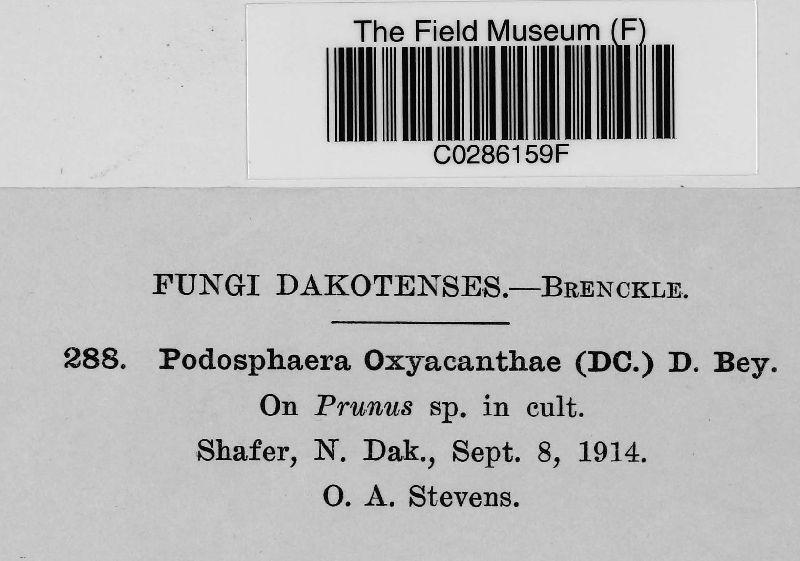 The Field Museum (F)
C0286159F
FUNGI DAKOTENSES.—BRENCKLE.
288. Podosphaera Oxyacanthae (DC.) D. Bey.
On Prunus sp. in cult.
Shafer, N. Dak., Sept. 8, 1914.
O. A. Stevens.